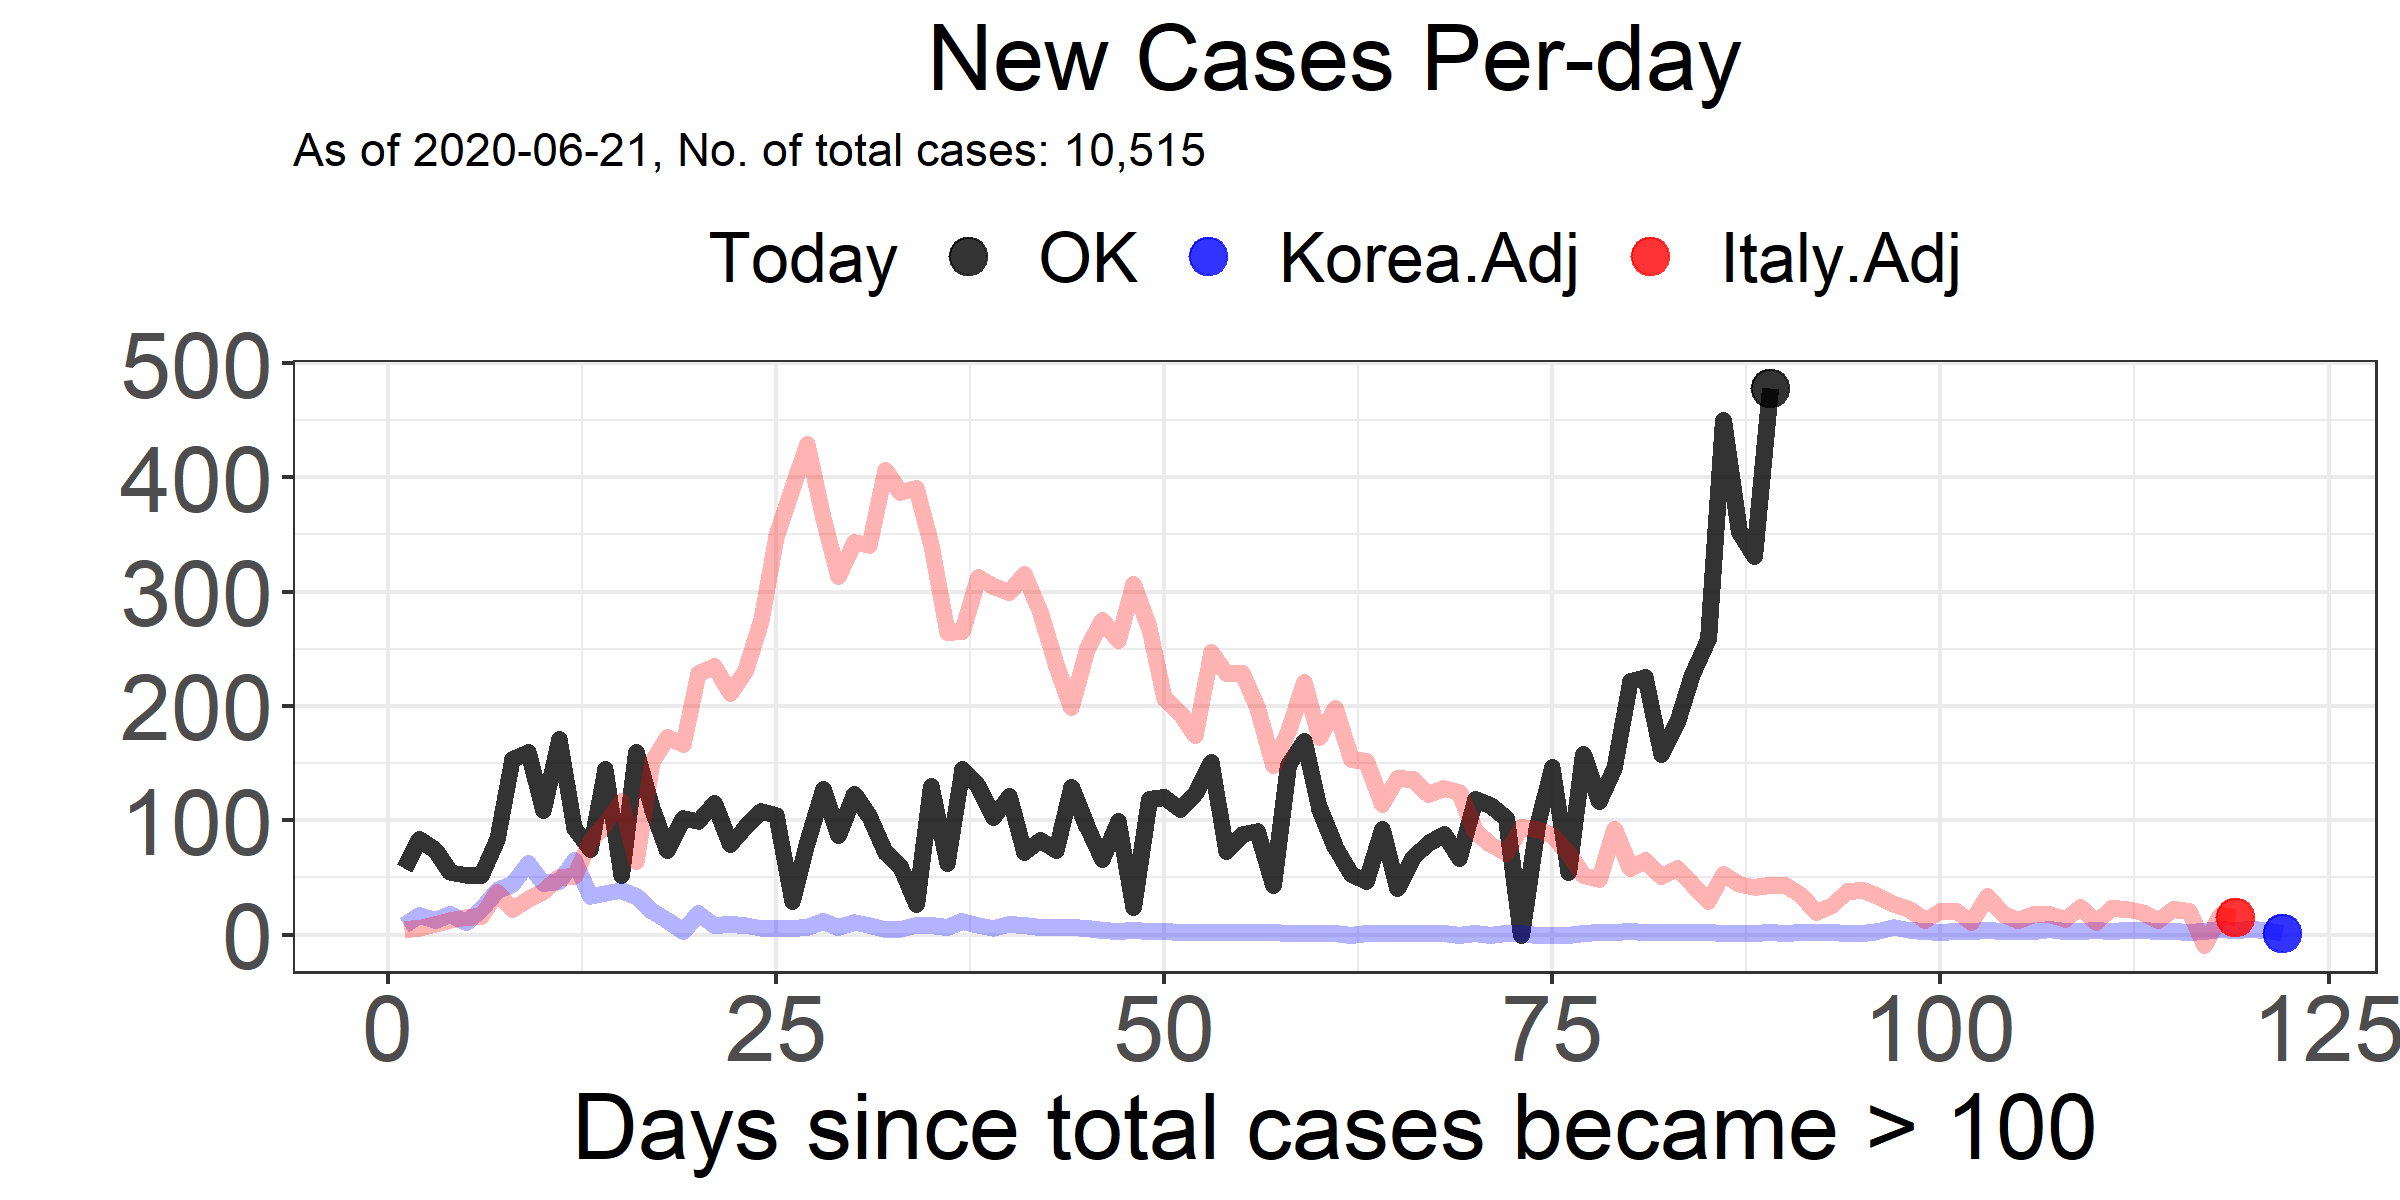 New Cases Per-day
As of 2020-06-21, No. of total cases: 10,515
Today OK Korea.Adj Italy.Adj
500
400
300
200
100
0
0 25 50 75 100 125
Days since total cases became > 100